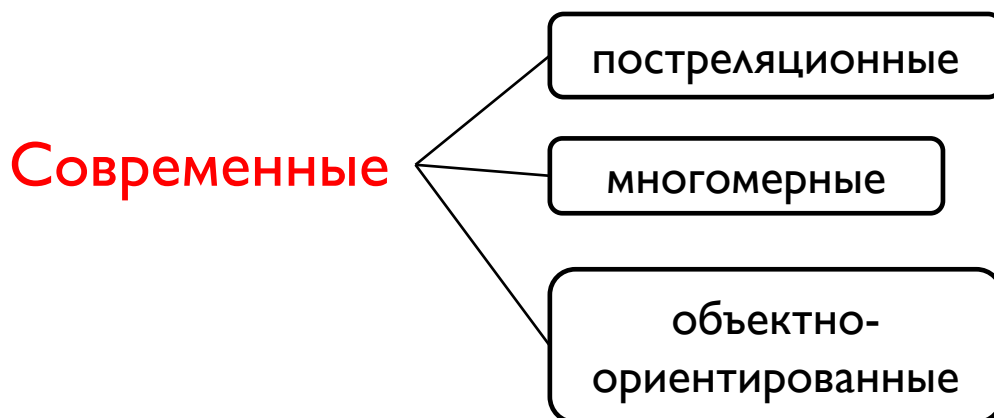 постреляционные
Современные
многомерные
объектно-
ориентированные